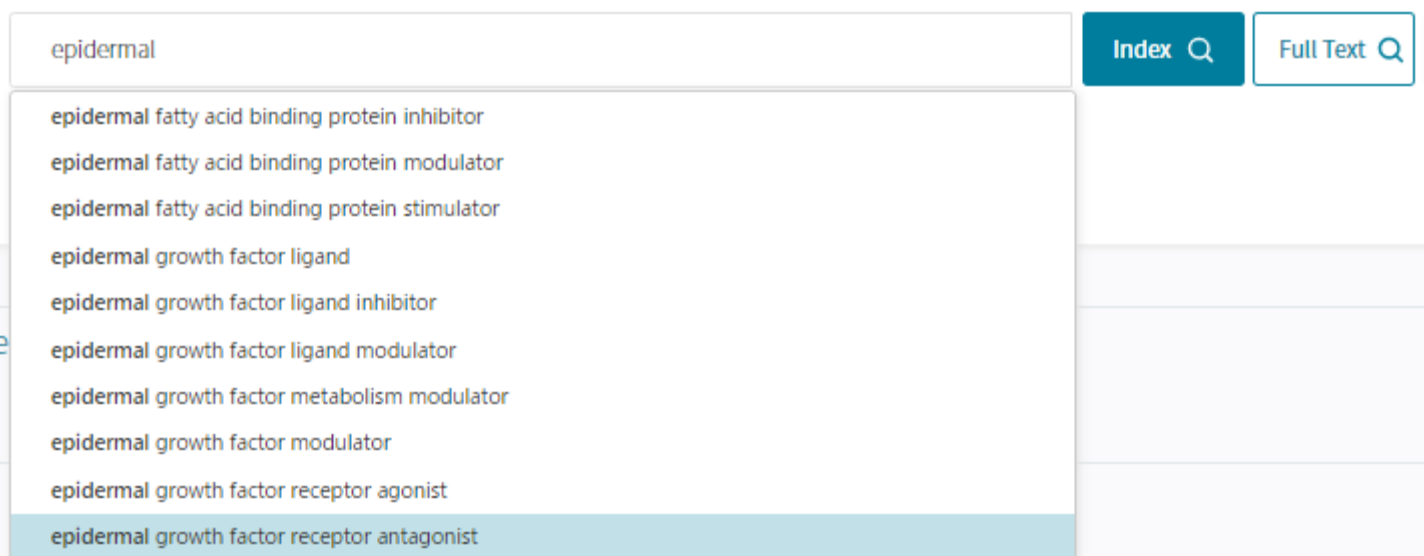 epidermal
Index
Full Text
epidermal fatty acid binding protein inhibitor
epidermal fatty acid binding protein modulator
epidermal fatty acid binding protein stimulator
epidermal growth factor ligand
epidermal growth factor ligand inhibitor
epidermal growth factor ligand modulator
epidermal growth factor metabolism modulator
epidermal growth factor modulator
epidermal growth factor receptor agonist
epidermal growth factor receptor antagonist